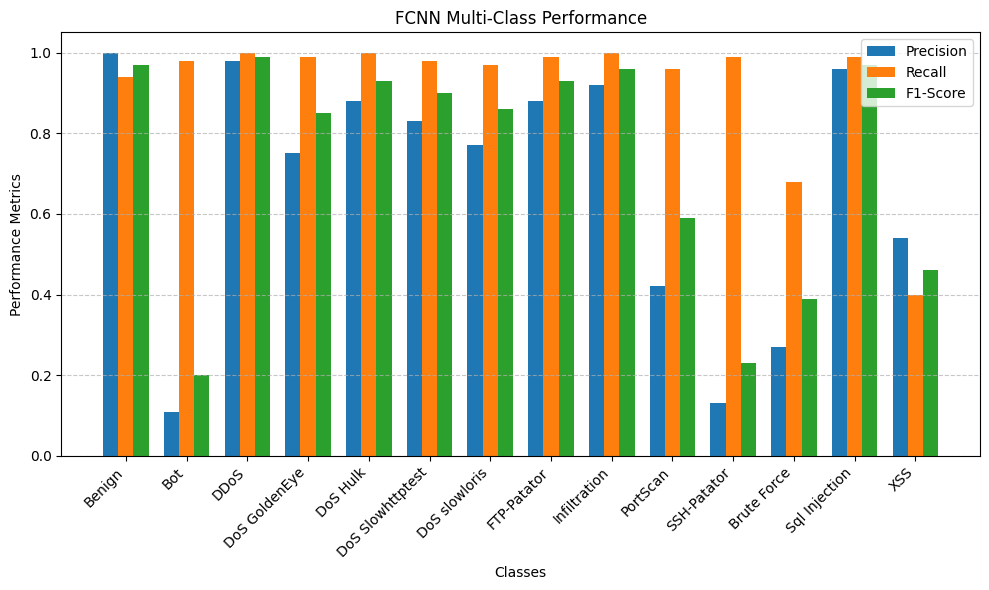 FCNN Multi-Class Performance
Precision
Recall
F1-Score
Performance Metrics
1.0
0.8
0.6
0.4
0.2
0.0
Benign
Bot
DDoS
DoS GoldenEye
DoS Hulk
DoS Slowhttptest
DoS slowloris
FTP-Patator
Infiltration
PortScan
SSH-Patator
Brute Force
Sql Injection
XSS
Classes